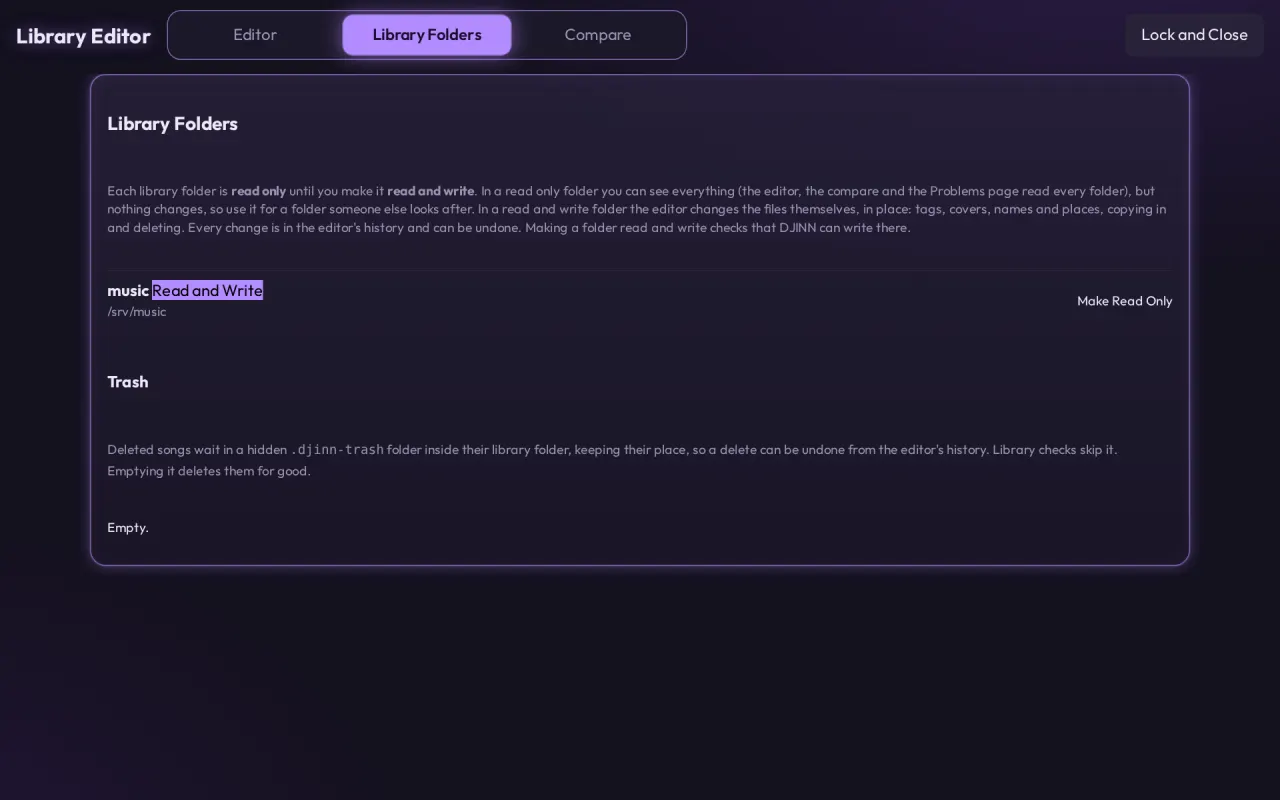 Library Editor
Editor
Library Folders
Compare
Lock and Close
Library Folders
Each library folder is read only until you make it read and write. In a read only folder you can see everything (the editor, the compare and the Problems page read every folder), but
nothing changes, so use it for a folder someone else looks after. In a read and write folder the editor changes the files themselves, in place: tags, covers, names and places, copying in
and deleting. Every change is in the editor's history and can be undone. Making a folder read and write checks that DJINN can write there.
music Read and Write
/srv/music
Make Read Only
Trash
Deleted songs wait in a hidden .djinn-trash folder inside their library folder, keeping their place, so a delete can be undone from the editor's history. Library checks skip it.
Emptying it deletes them for good.
Empty.